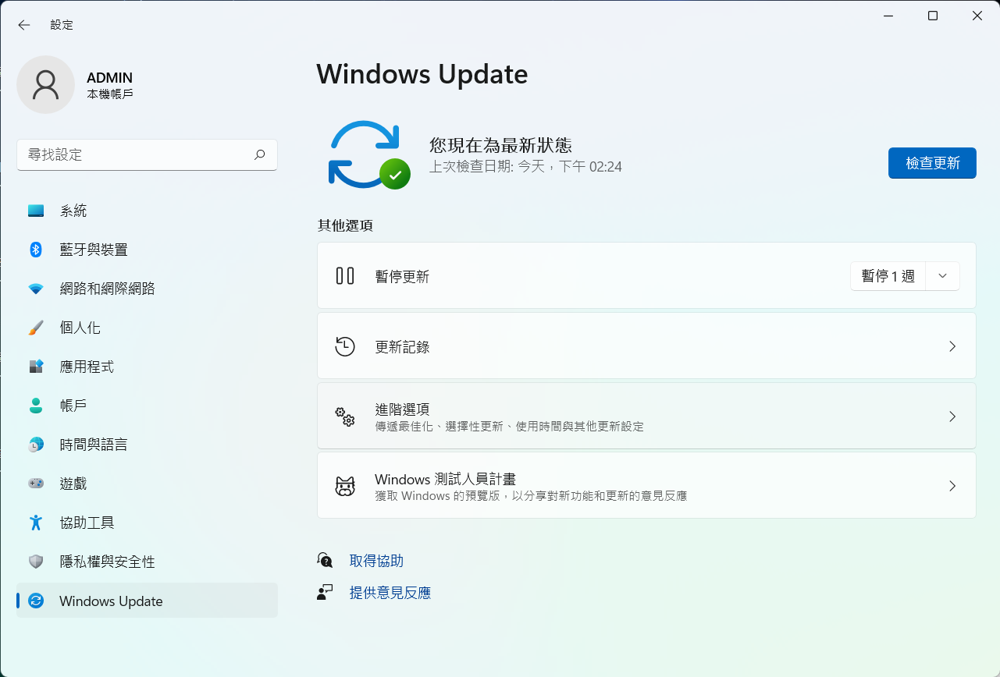 設定
ADMIN
本機帳戶
尋找設定
系統
藍牙與裝置
網路和網際網路
個人化
應用程式
帳戶
時間與語言
遊戲
協助工具
隱私權與安全性
Windows Update
Windows Update
您現在為最新狀態
上次檢查日期: 今天，下午 02:24
檢查更新
其他選項
暫停更新
暫停 1 週
更新記錄
進階選項
傳遞最佳化、選擇性更新、使用時間與其他更新設定
Windows 測試人員計畫
獲取 Windows 的預覽版，以分享對新功能和更新的意見反應
取得協助
提供意見反應